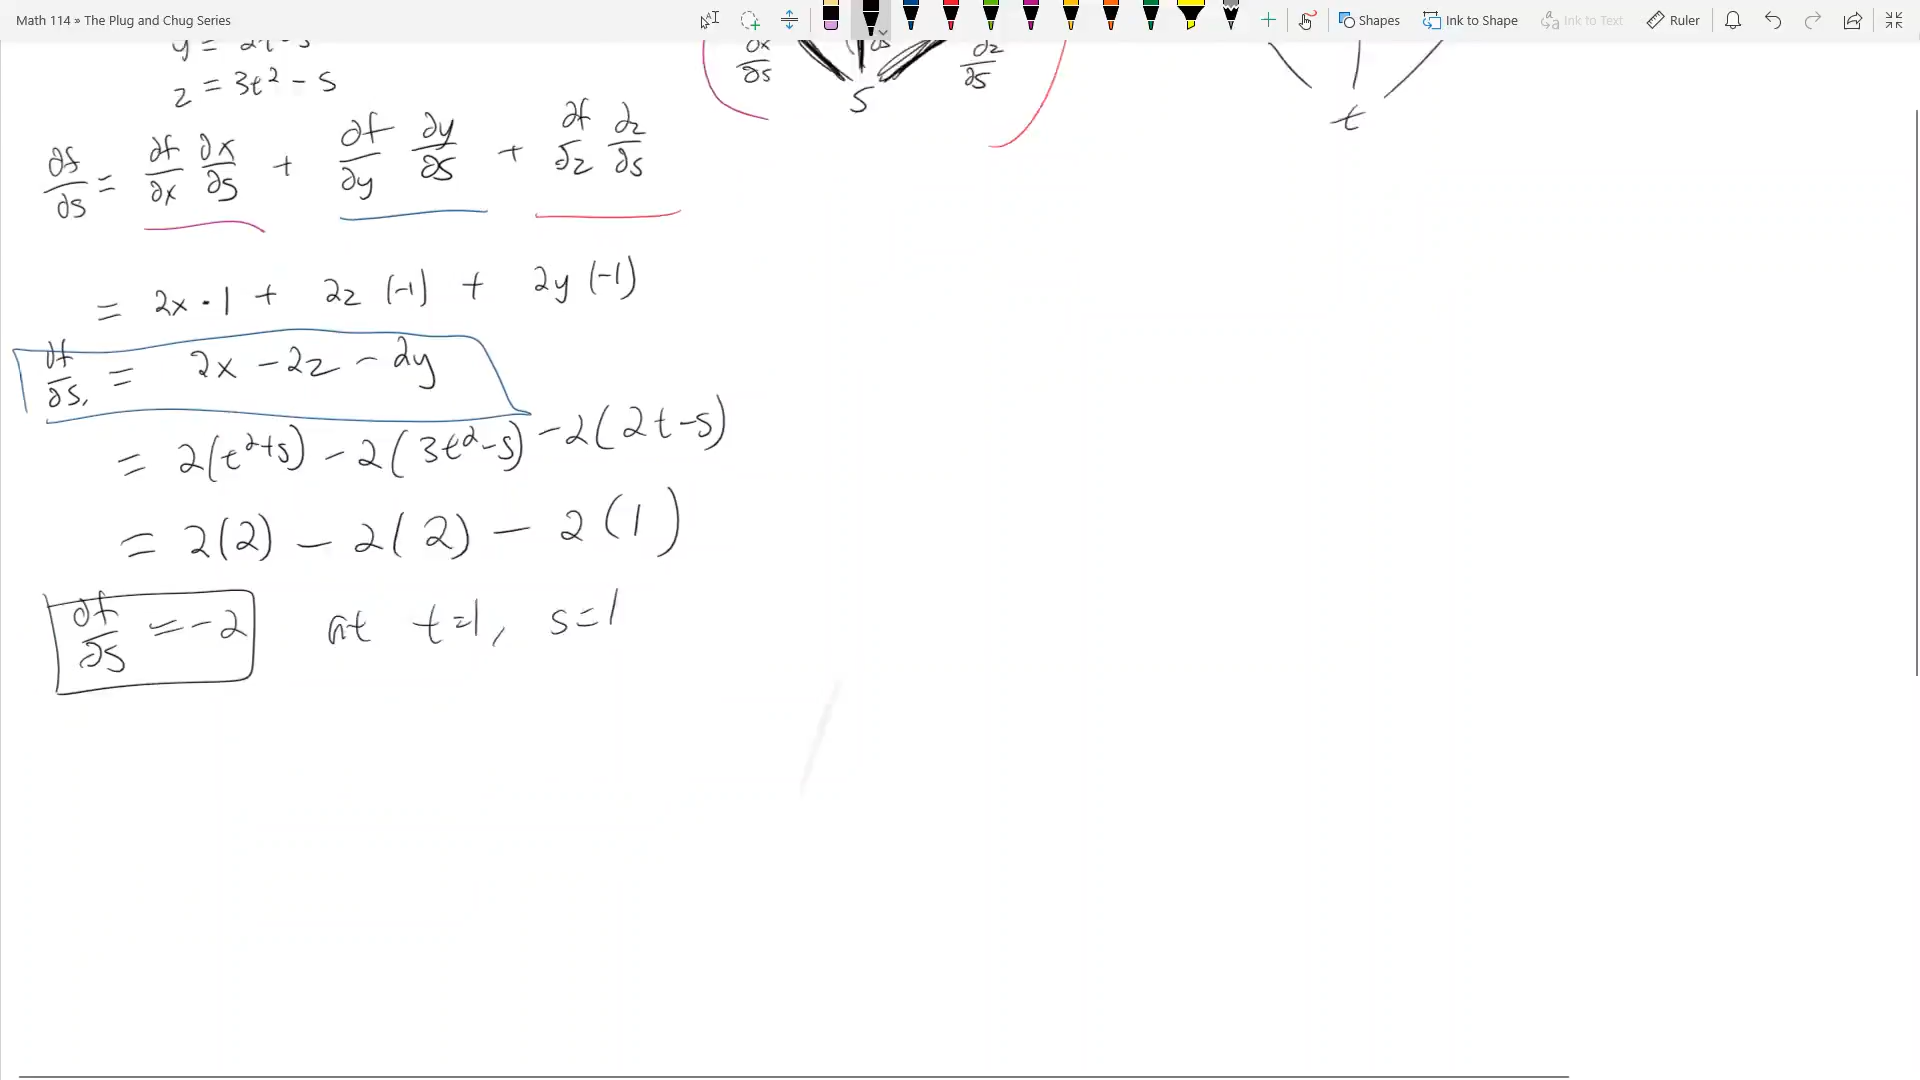 Math 114 » The Plug and Chug Series
Shapes
Ink to Shape
Ink to Text
Ruler
y = 2t - s
z = 3t² - s
∂x/∂s
∂z/∂s
s
t
∂f/∂s = ∂f/∂x ∂x/∂s + ∂f/∂y ∂y/∂s + ∂f/∂z ∂z/∂s
= 2x · 1 + 2z (-1) + 2y (-1)
∂f/∂s = 2x - 2z - 2y
= 2(t²+s) - 2(3t²-s) - 2(2t-s)
= 2(2) - 2(2) - 2(1)
∂f/∂s = -2 at t=1, s=1